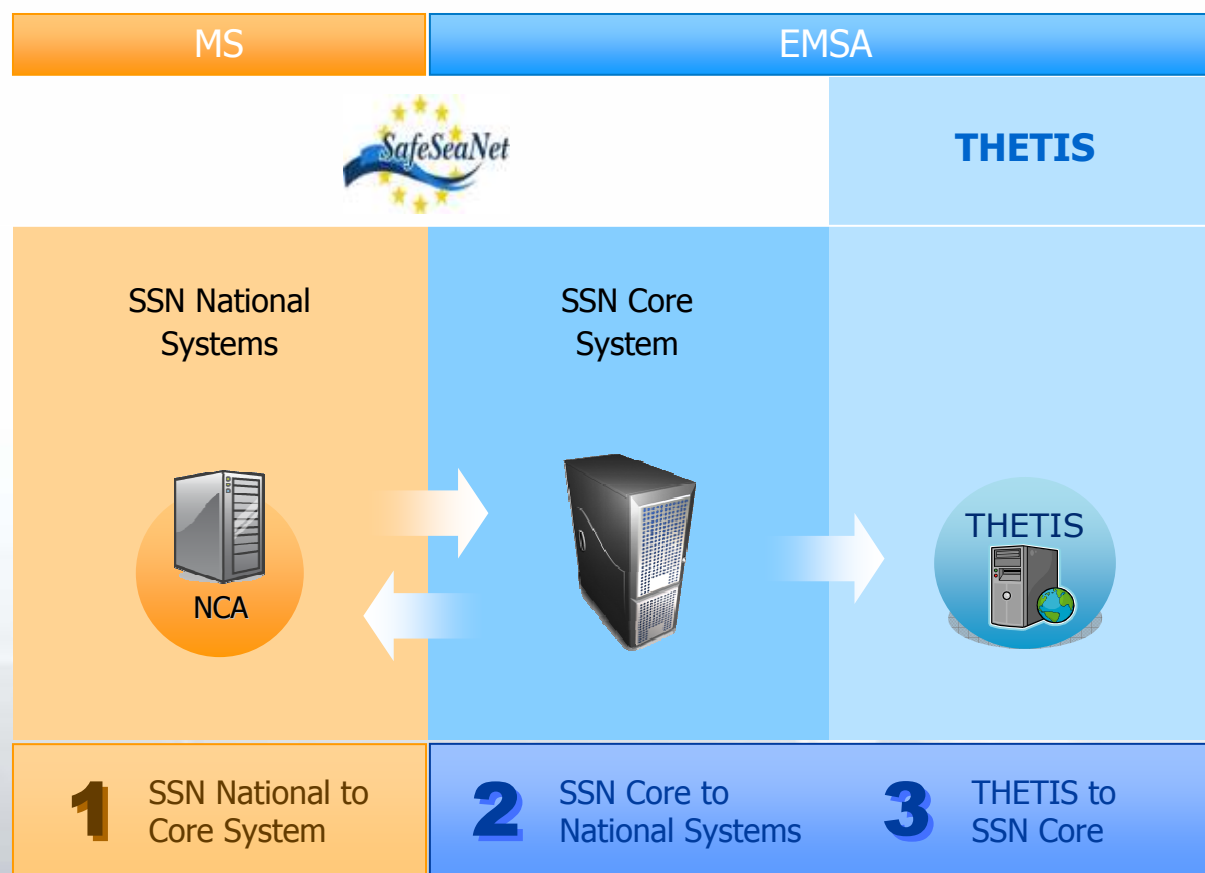 MS
EMSA
SafeSeaNet
THETIS
SSN National
Systems
SSN Core
System
NCA
THETIS
1
SSN National to
Core System
2
SSN Core to
National Systems
3
THETIS to
SSN Core